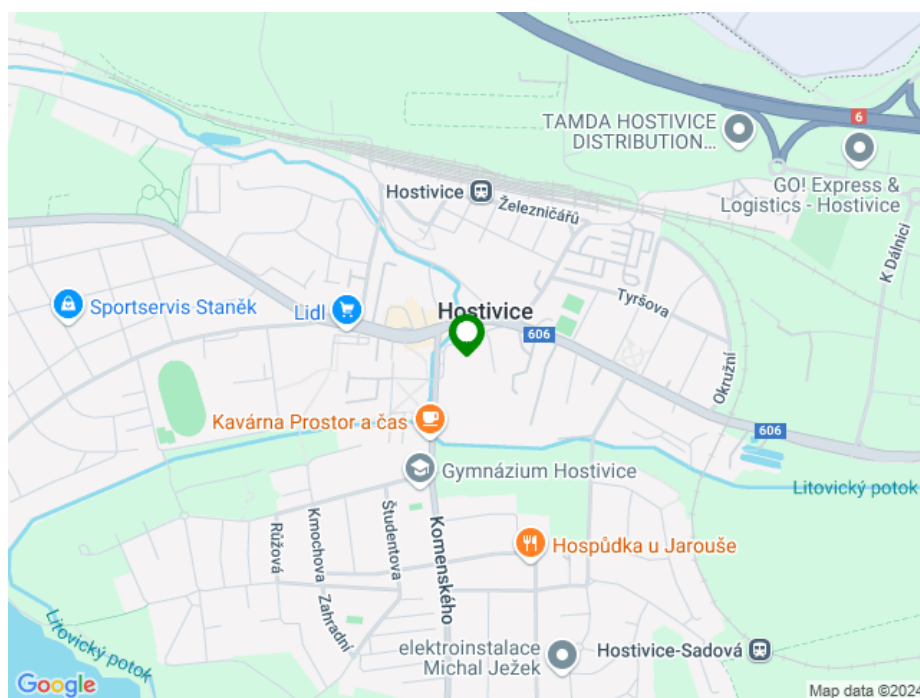 TAMDA HOSTIVICE
DISTRIBUTION...
6
GO! Express &
Logistics - Hostivice
Hostivice
Železničářů
K Dálnici
Sportservis Staněk
Lidl
Hostivice
Tyršova
606
Okružní
Kavárna Prostor a čas
606
Gymnázium Hostivice
Litovický potok
Růžová
Kmochova
Studentova
Komenského
Hospůdka u Jarouše
Zahradní
Litovický potok
elektroinstalace
Michal Ježek
Hostivice-Sadová
Google
Map data ©202